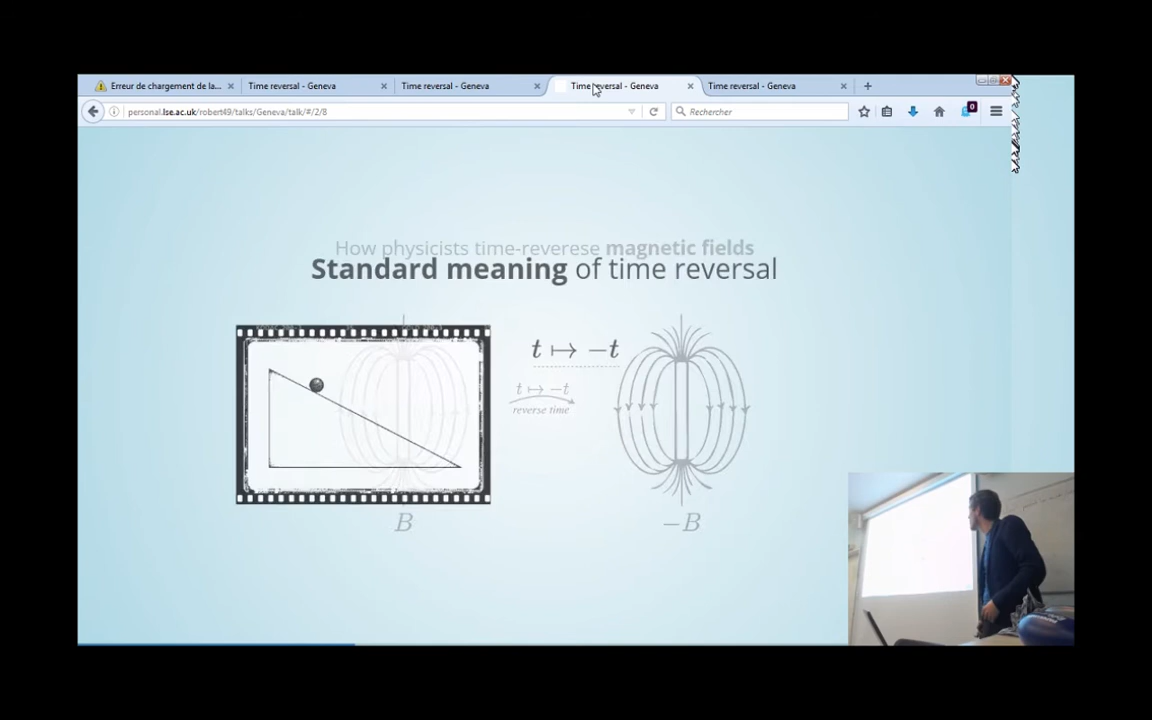 Erreur de chargement de la...
Time reversal - Geneva
Time reversal - Geneva
Time reversal - Geneva
Time reversal - Geneva
personal.lse.ac.uk/robert49/talks/Geneva/talk/#/2/8
Rechercher
0
How physicists time-reverese magnetic fields
Standard meaning of time reversal
t ↦ −t
t ↦ −t
reverse time
B
−B